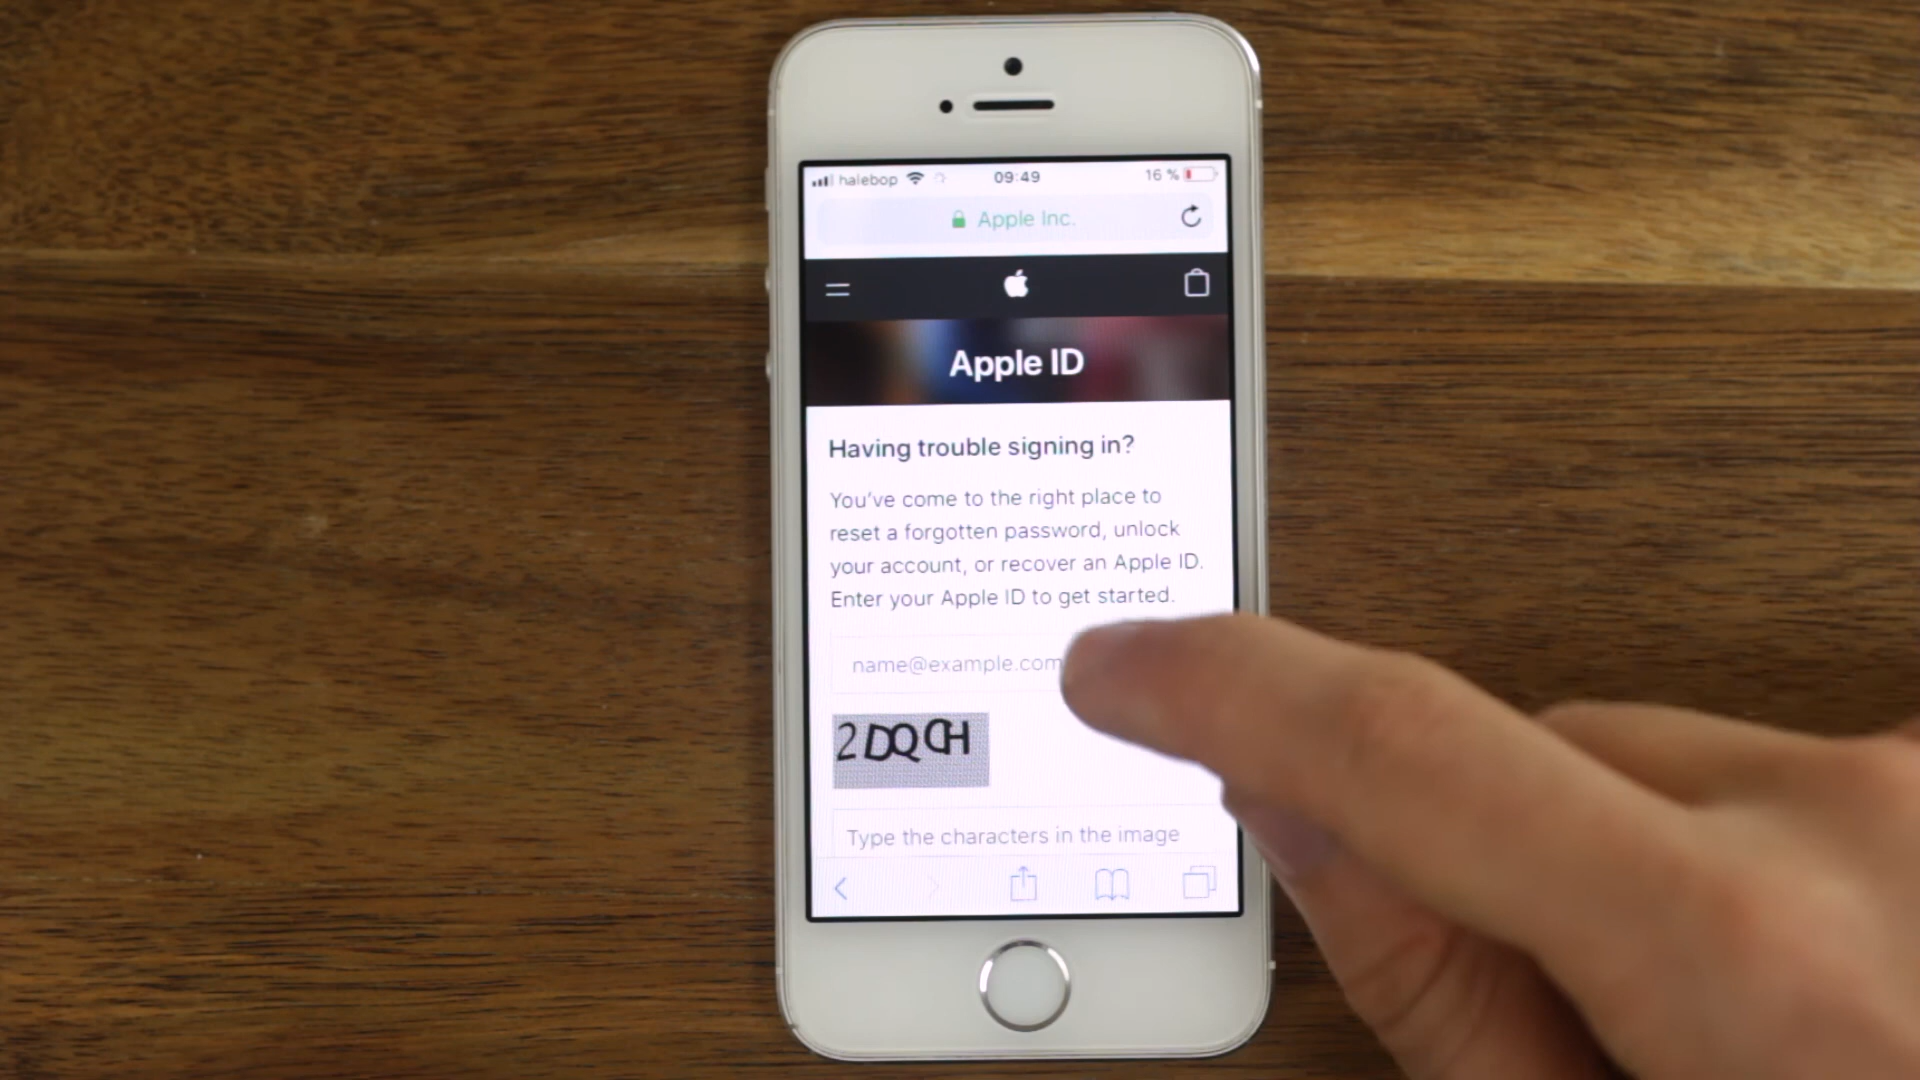 halebop 09:49 16 %
Apple Inc.
Apple ID
Having trouble signing in?
You've come to the right place to
reset a forgotten password, unlock
your account, or recover an Apple ID.
Enter your Apple ID to get started.
name@example.com
2DQCH
Type the characters in the image